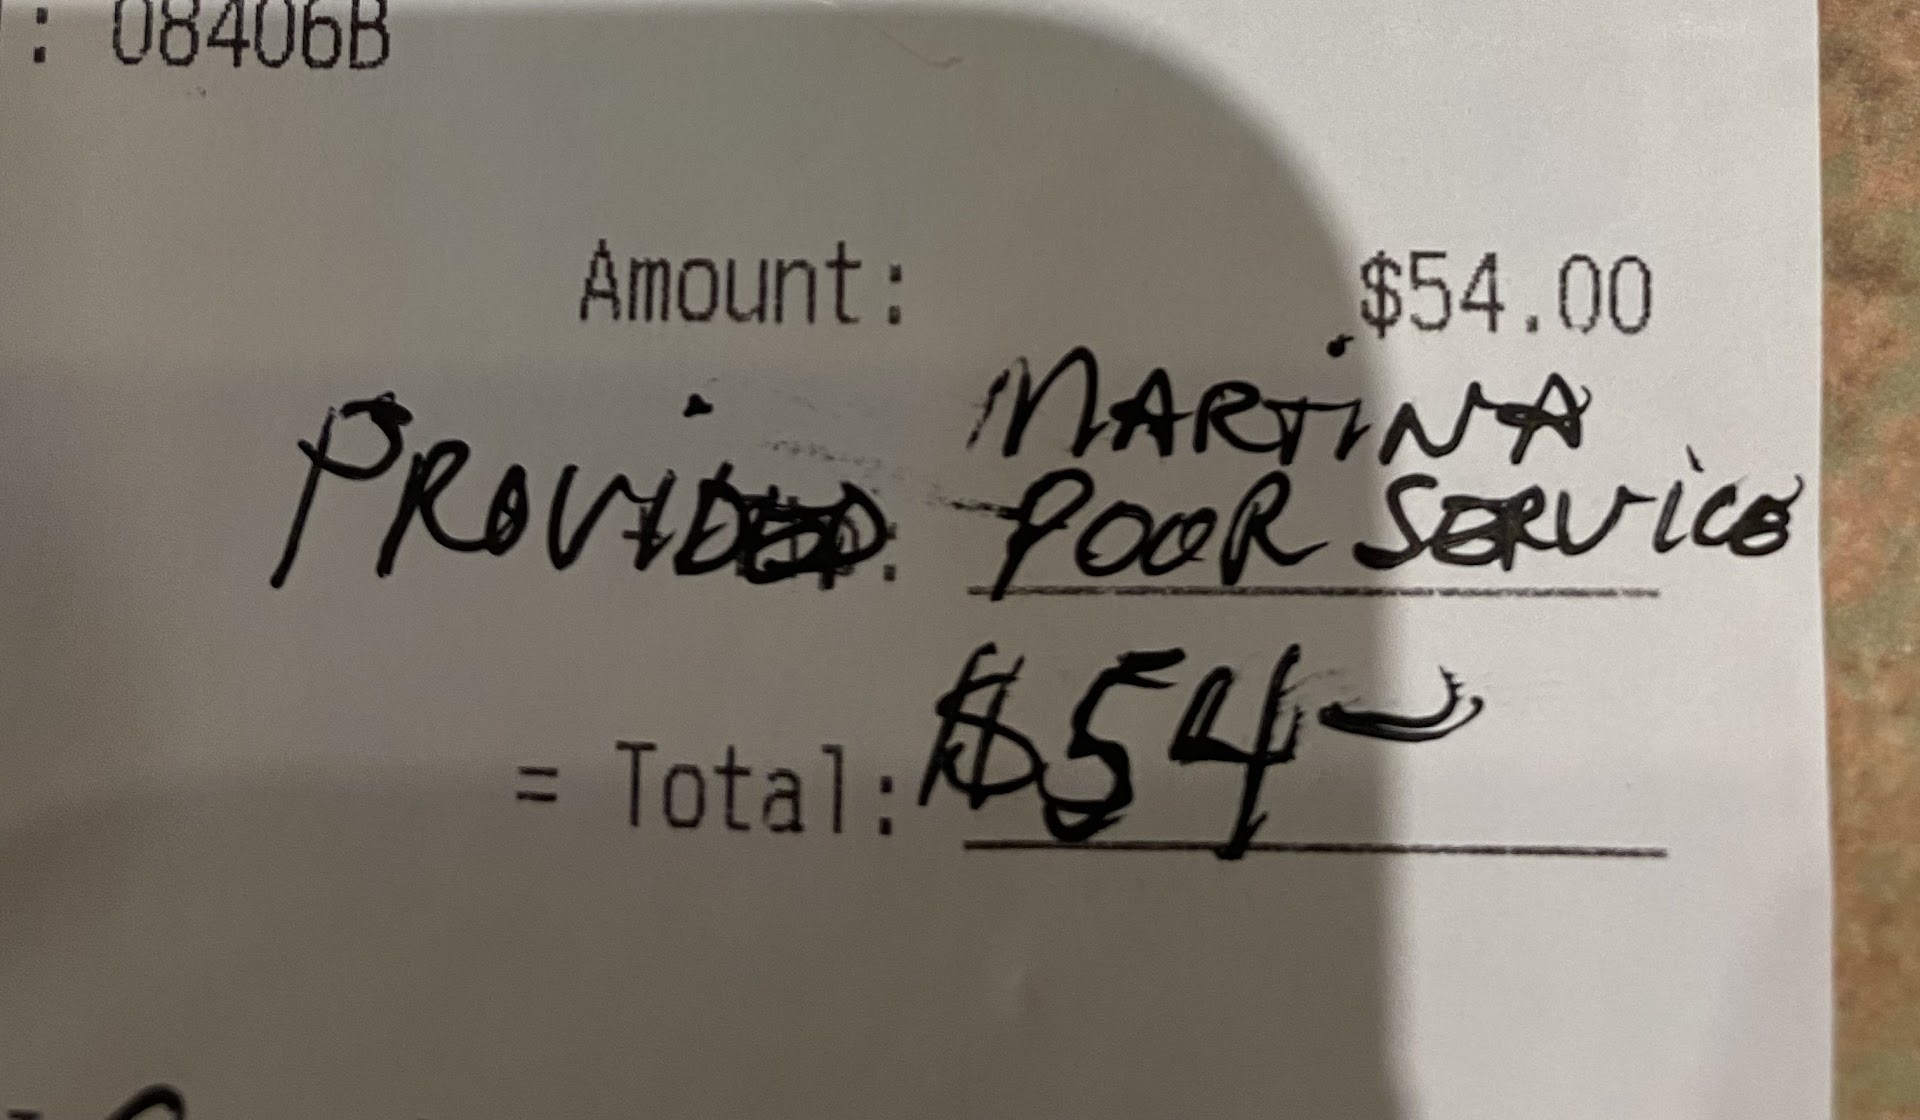 : 08406B
Amount: $54.00
MARTINA
PROVIDED: POOR SERVICE
= Total: $54